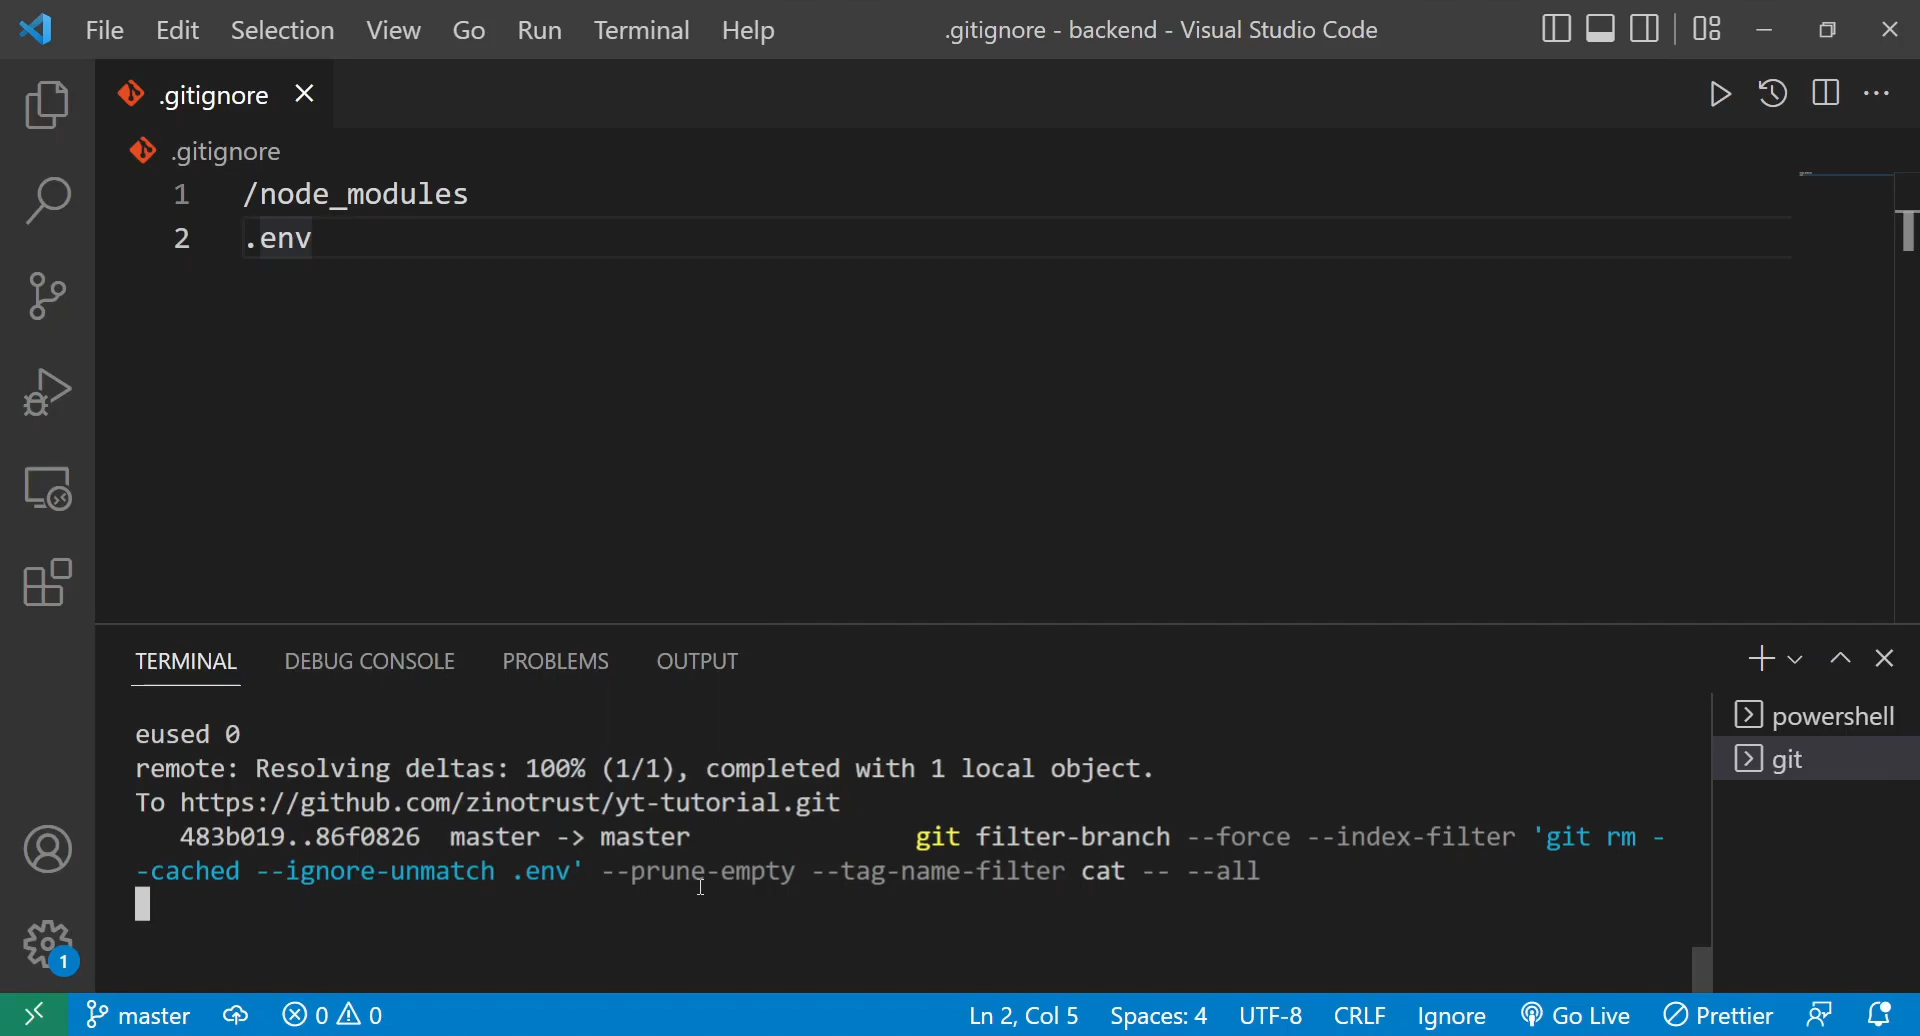 File Edit Selection View Go Run Terminal Help .gitignore - backend - Visual Studio Code
.gitignore
.gitignore
1 /node_modules
2 .env
TERMINAL DEBUG CONSOLE PROBLEMS OUTPUT
powershell
git
eused 0
remote: Resolving deltas: 100% (1/1), completed with 1 local object.
To https://github.com/zinotrust/yt-tutorial.git
483b019..86f0826 master -> master git filter-branch --force --index-filter 'git rm -
-cached --ignore-unmatch .env' --prune-empty --tag-name-filter cat -- --all
1
master 0 0 Ln 2, Col 5 Spaces: 4 UTF-8 CRLF Ignore Go Live Prettier